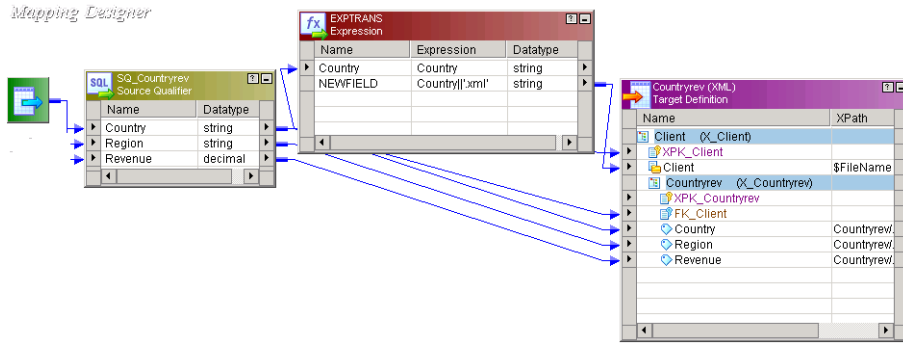 Mapping Designer
EXPTRANS
Expression
Name Expression Datatype
Country Country string
NEWFIELD Country||'.xml' string
SQL
SQ_Countryrev
Source Qualifier
Name Datatype
Country string
Region string
Revenue decimal
Countryrev (XML)
Target Definition
Name XPath
Client (X_Client)
XPK_Client
Client $FileName
Countryrev (X_Countryrev)
XPK_Countryrev
FK_Client
Country Countryrev/.
Region Countryrev/.
Revenue Countryrev/.